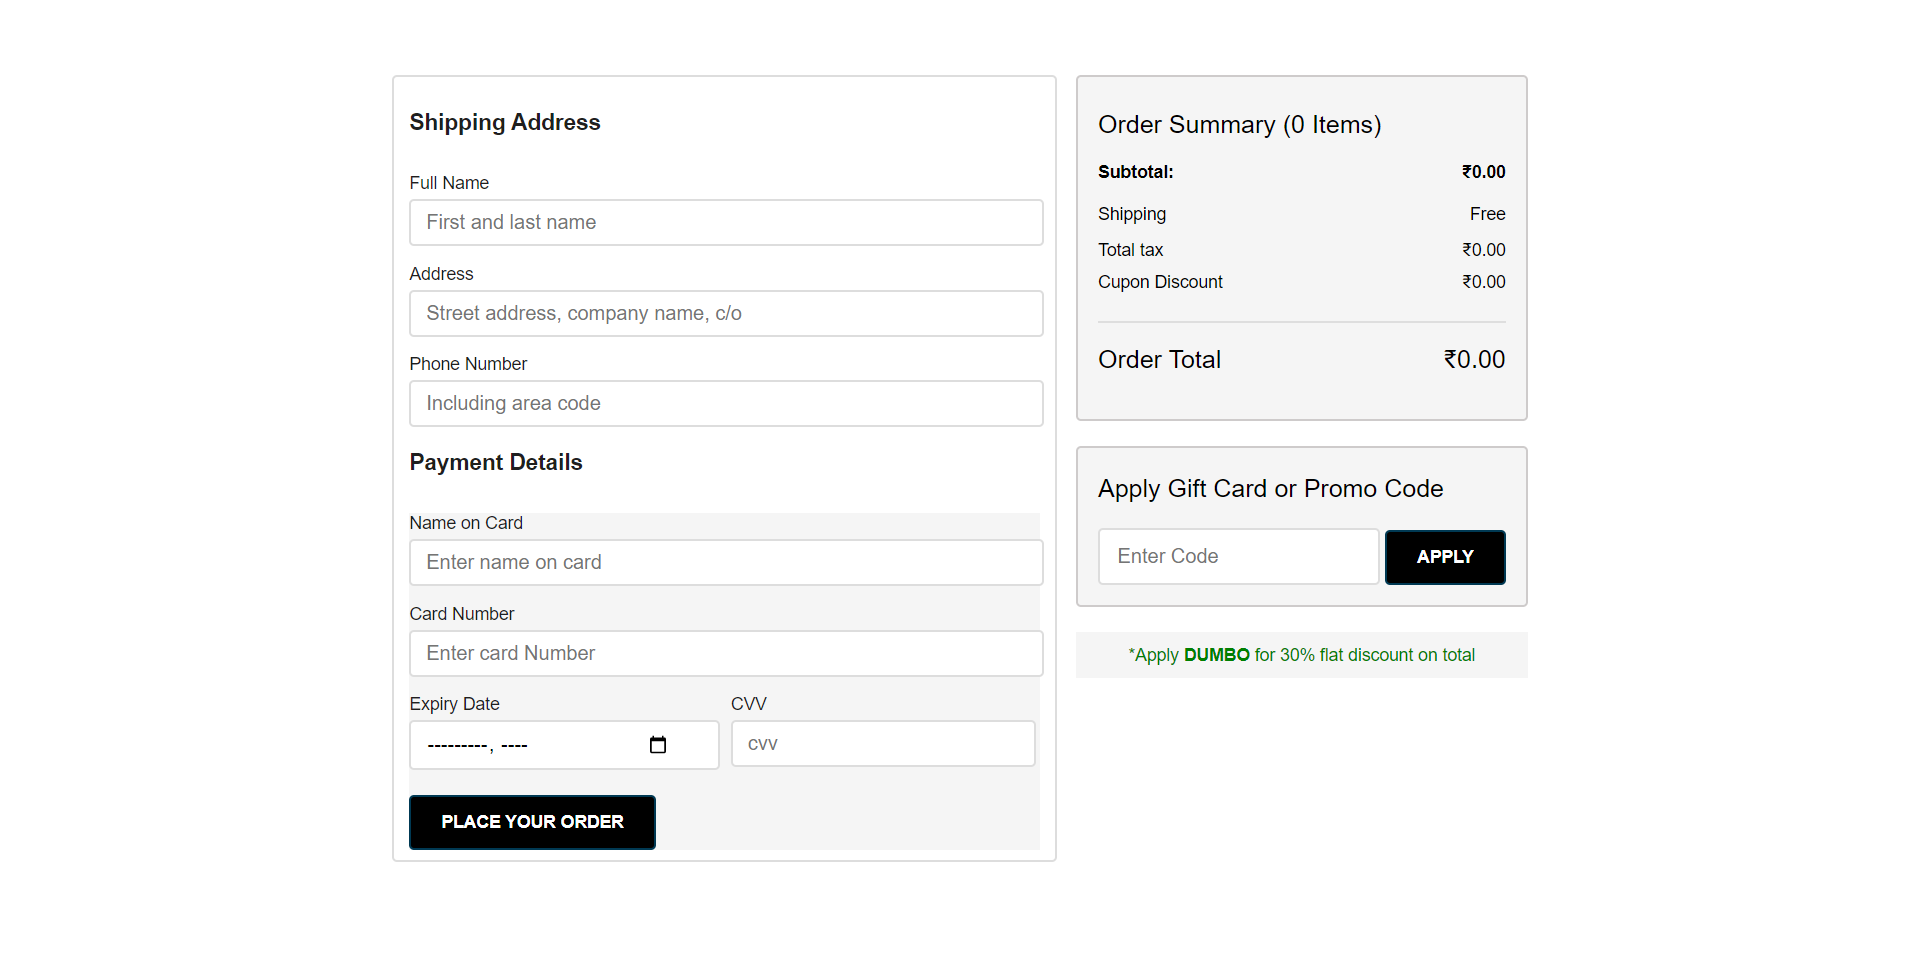 Shipping Address
Full Name
First and last name
Address
Street address, company name, c/o
Phone Number
Including area code
Payment Details
Name on Card
Enter name on card
Card Number
Enter card Number
Expiry Date
CVV
---------, ----
cvv
PLACE YOUR ORDER
Order Summary (0 Items)
Subtotal: ₹0.00
Shipping Free
Total tax ₹0.00
Cupon Discount ₹0.00
Order Total ₹0.00
Apply Gift Card or Promo Code
Enter Code
APPLY
*Apply DUMBO for 30% flat discount on total